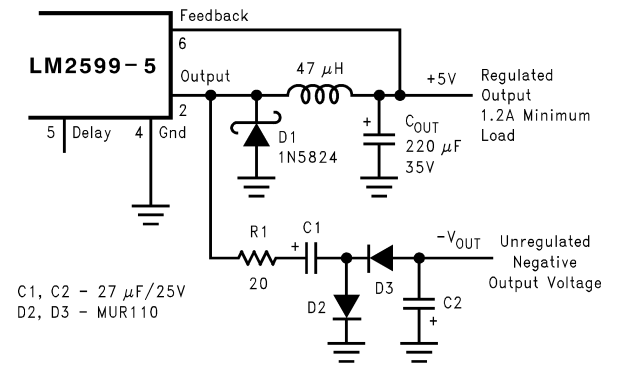 Feedback
6
LM2599-5
Output
2
5
Delay
4
Gnd
47 µH
+5V
Regulated
Output
1.2A Minimum
Load
D1
1N5824
+
COUT
220 µF
35V
R1
20
C1
+
-VOUT
Unregulated
Negative
Output Voltage
D2
D3
C2
+
C1, C2 - 27 µF/25V
D2, D3 - MUR110